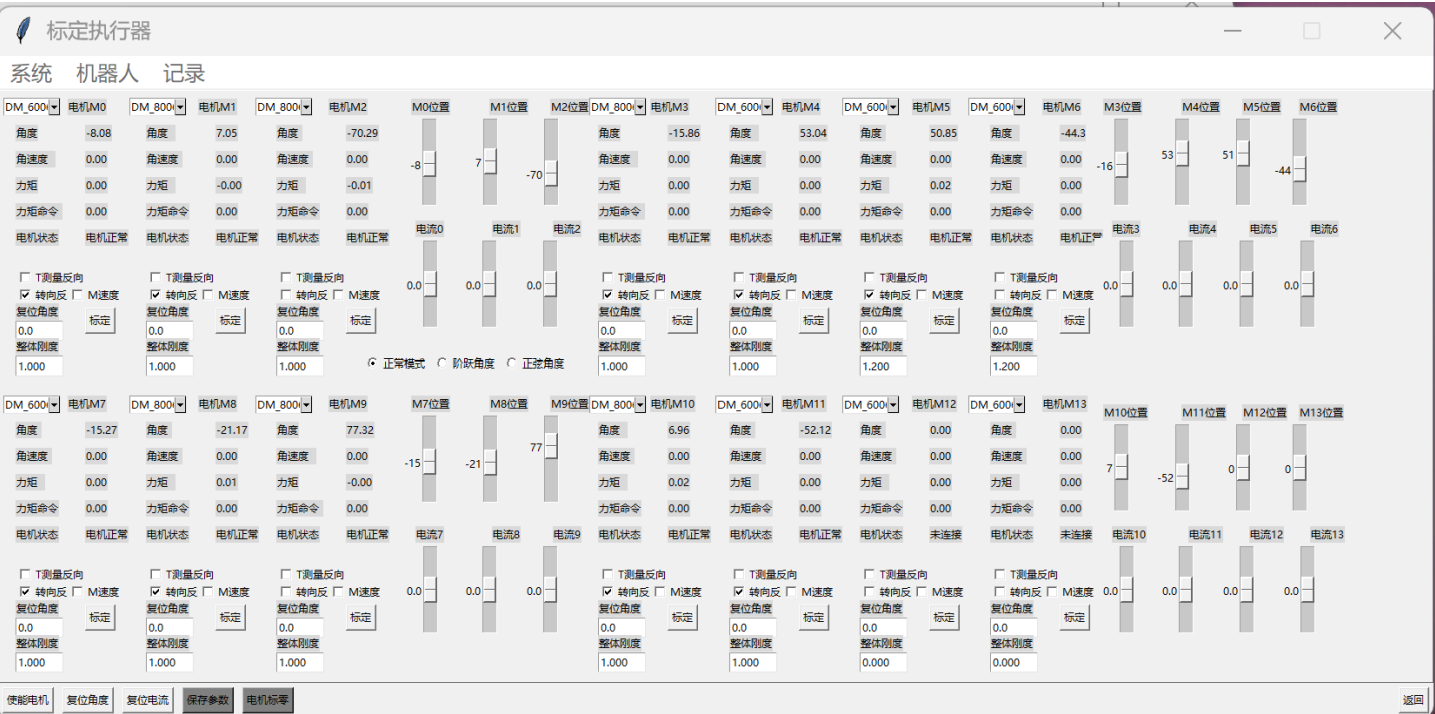 标定执行器
系统 机器人 记录
DM_600 电机M0 DM_800 电机M1 DM_800 电机M2 M0位置 M1位置 M2位置 DM_800 电机M3 DM_600 电机M4 DM_600 电机M5 DM_600 电机M6 M3位置 M4位置 M5位置 M6位置
角度 -8.08 角度 7.05 角度 -70.29 角度 -15.86 角度 53.04 角度 50.85 角度 -44.3
角速度 0.00 角速度 0.00 角速度 0.00 -8 7 -70 角速度 0.00 角速度 0.00 角速度 0.00 角速度 0.00 -16 53 51 -44
力矩 0.00 力矩 -0.00 力矩 -0.01 力矩 0.00 力矩 0.00 力矩 0.02 力矩 0.00
力矩命令 0.00 力矩命令 0.00 力矩命令 0.00 力矩命令 0.00 力矩命令 0.00 力矩命令 0.00 力矩命令 0.00
电机状态 电机正常 电机状态 电机正常 电机状态 电机正常 电流0 电流1 电流2 电机状态 电机正常 电机状态 电机正常 电机状态 电机正常 电机状态 电机正 电流3 电流4 电流5 电流6
T测量反向 T测量反向 T测量反向 T测量反向 T测量反向 T测量反向 T测量反向
转向反 M速度 转向反 M速度 转向反 M速度 0.0 0.0 0.0 转向反 M速度 转向反 M速度 转向反 M速度 转向反 M速度 0.0 0.0 0.0 0.0
复位角度 复位角度 复位角度 复位角度 复位角度 复位角度 复位角度
0.0 标定 0.0 标定 0.0 标定 0.0 标定 0.0 标定 0.0 标定 0.0 标定
整体刚度 整体刚度 整体刚度 整体刚度 整体刚度 整体刚度 整体刚度
1.000 1.000 1.000 正常模式 阶跃角度 正弦角度 1.000 1.000 1.200 1.200
DM_600 电机M7 DM_800 电机M8 DM_800 电机M9 M7位置 M8位置 M9位置 DM_800 电机M10 DM_600 电机M11 DM_600 电机M12 DM_600 电机M13 M10位置 M11位置 M12位置 M13位置
角度 -15.27 角度 -21.17 角度 77.32 角度 6.96 角度 -52.12 角度 0.00 角度 0.00
角速度 0.00 角速度 0.00 角速度 0.00 -15 -21 77 角速度 0.00 角速度 0.00 角速度 0.00 角速度 0.00 7 -52 0 0
力矩 0.00 力矩 0.01 力矩 -0.00 力矩 0.02 力矩 0.00 力矩 0.00 力矩 0.00
力矩命令 0.00 力矩命令 0.00 力矩命令 0.00 力矩命令 0.00 力矩命令 0.00 力矩命令 0.00 力矩命令 0.00
电机状态 电机正常 电机状态 电机正常 电机状态 电机正常 电流7 电流8 电流9 电机状态 电机正常 电机状态 电机正常 电机状态 未连接 电机状态 未连接 电流10 电流11 电流12 电流13
T测量反向 T测量反向 T测量反向 T测量反向 T测量反向 T测量反向 T测量反向
转向反 M速度 转向反 M速度 转向反 M速度 0.0 0.0 0.0 转向反 M速度 转向反 M速度 转向反 M速度 转向反 M速度 0.0 0.0 0.0 0.0
复位角度 复位角度 复位角度 复位角度 复位角度 复位角度 复位角度
0.0 标定 0.0 标定 0.0 标定 0.0 标定 0.0 标定 0.0 标定 0.0 标定
整体刚度 整体刚度 整体刚度 整体刚度 整体刚度 整体刚度 整体刚度
1.000 1.000 1.000 1.000 1.000 0.000 0.000
使能电机 复位角度 复位电流 保存参数 电机标零 返回